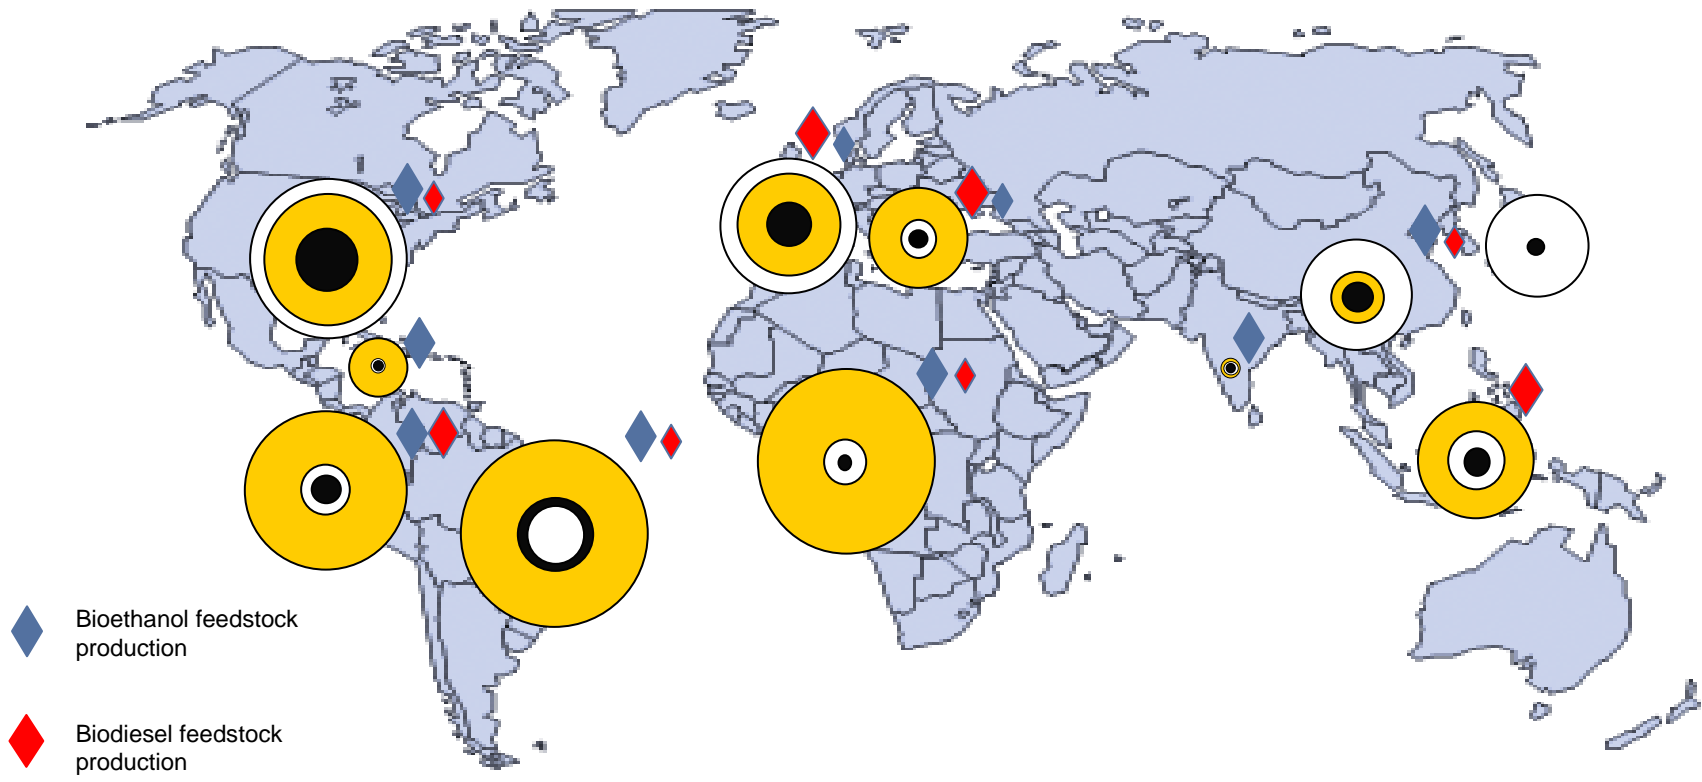 Bioethanol feedstock
production
Biodiesel feedstock
production